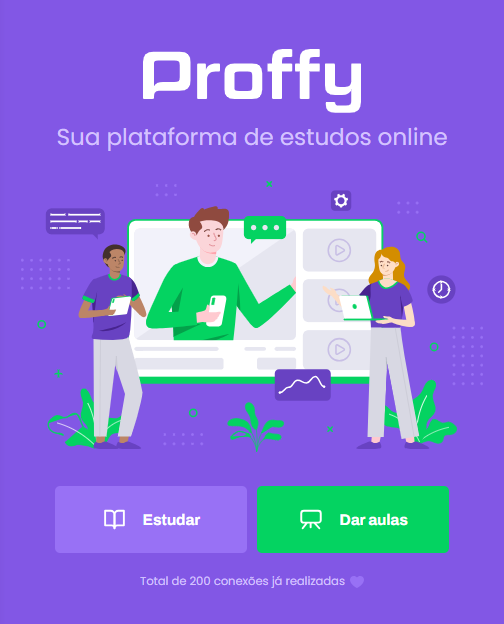 Proffy
Sua plataforma de estudos online
Estudar
Dar aulas
Total de 200 conexões já realizadas